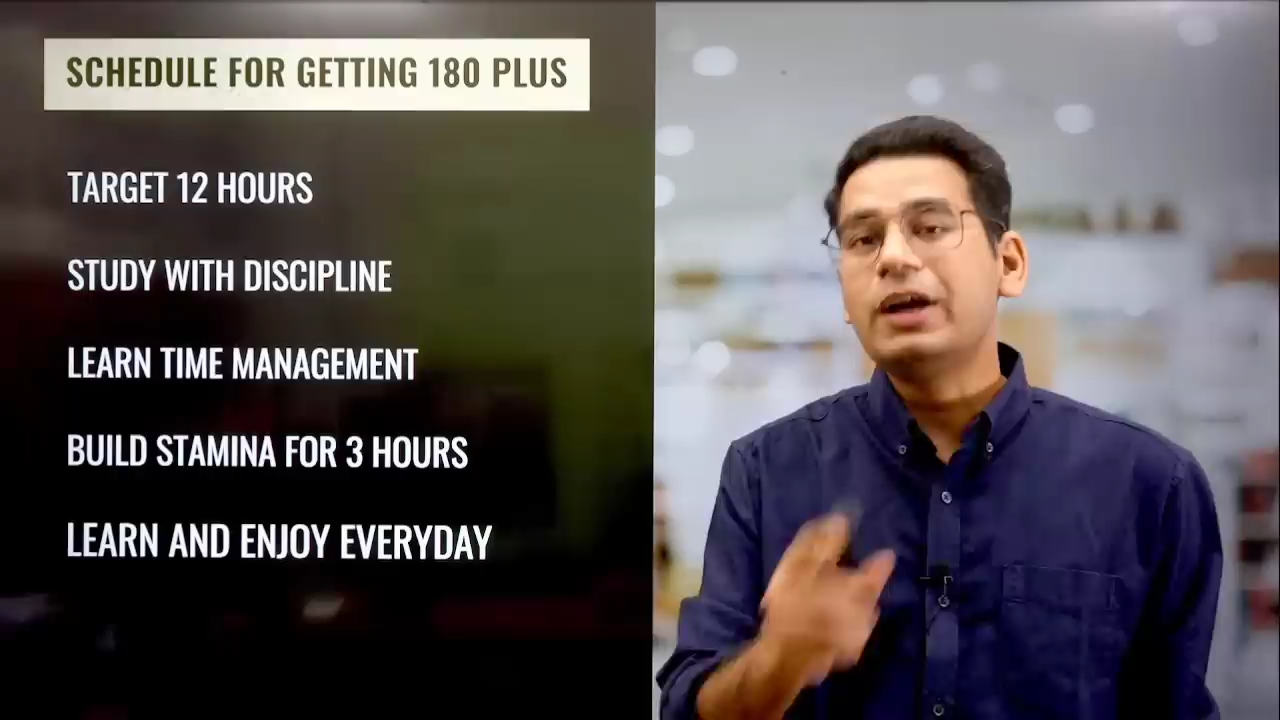 SCHEDULE FOR GETTING 180 PLUS
TARGET 12 HOURS
STUDY WITH DISCIPLINE
LEARN TIME MANAGEMENT
BUILD STAMINA FOR 3 HOURS
LEARN AND ENJOY EVERYDAY